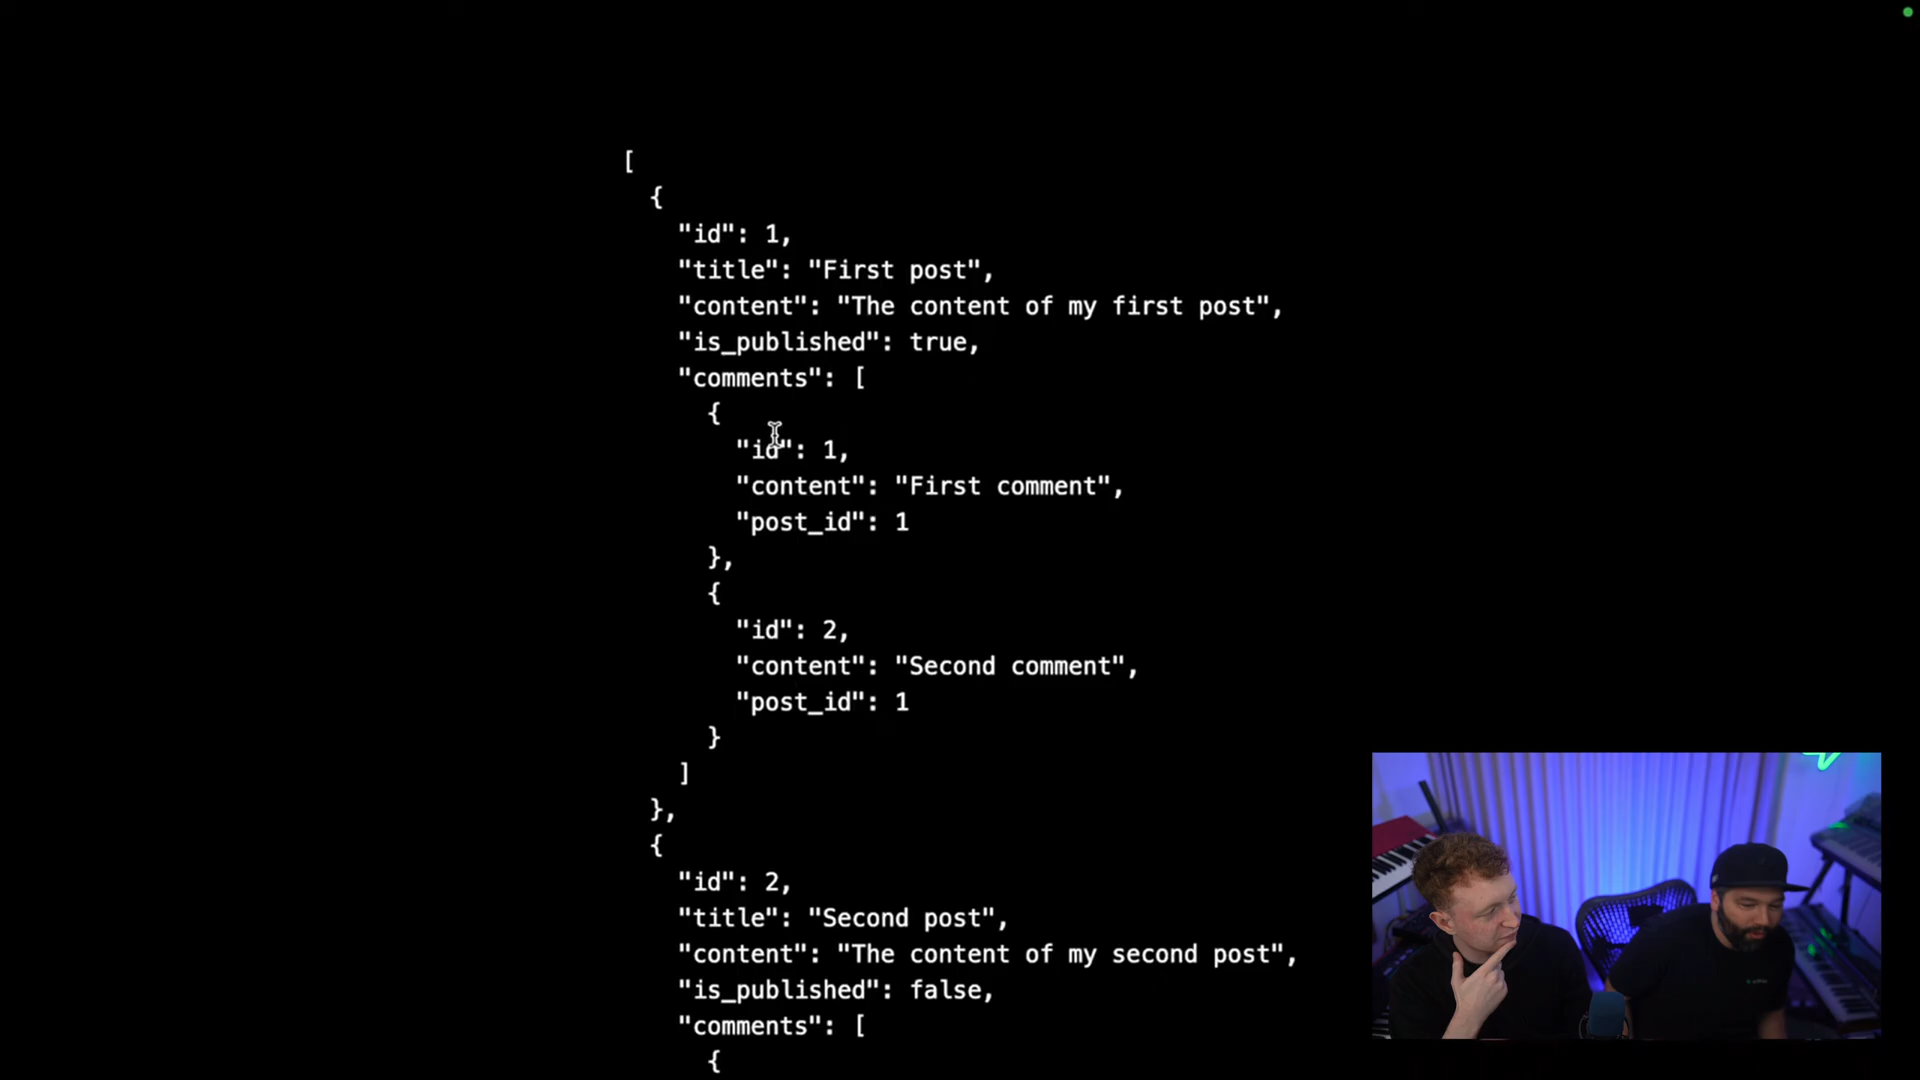 [
{
"id": 1,
"title": "First post",
"content": "The content of my first post",
"is_published": true,
"comments": [
{
"id": 1,
"content": "First comment",
"post_id": 1
},
{
"id": 2,
"content": "Second comment",
"post_id": 1
}
]
},
{
"id": 2,
"title": "Second post",
"content": "The content of my second post",
"is_published": false,
"comments": [
{